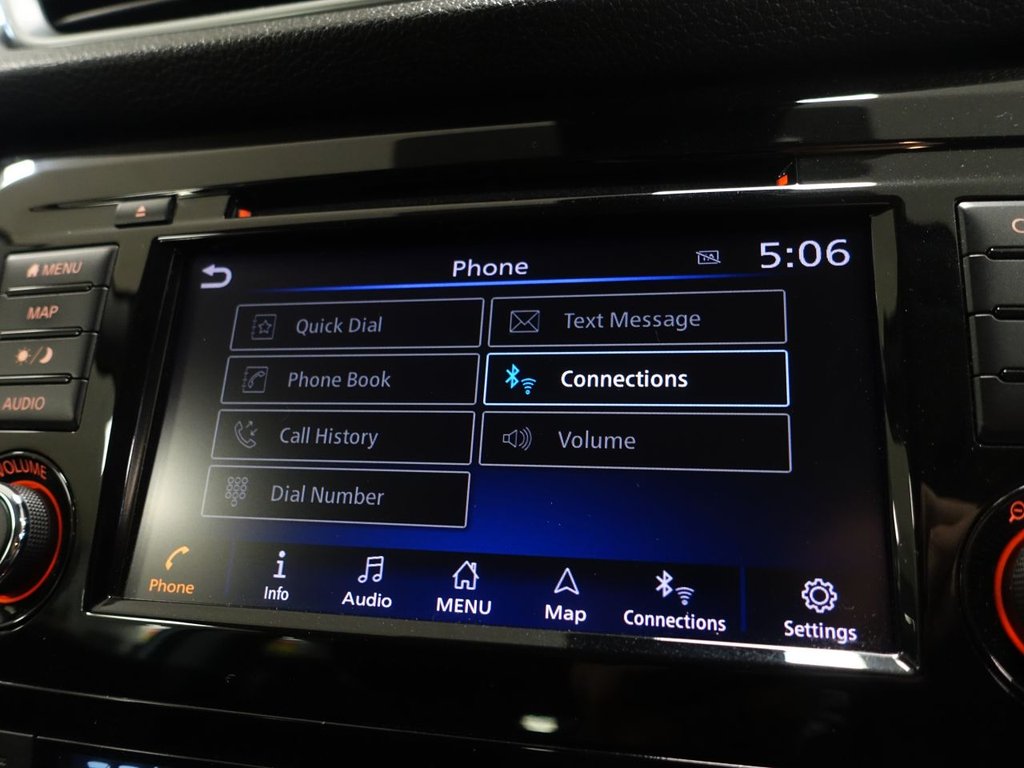 Phone
TA
5:06
Quick Dial
Text Message
Phone Book
Connections
Call History
Volume
Dial Number
Phone
Info
Audio
MENU
Map
Connections
Settings
MENU
MAP
AUDIO
VOLUME